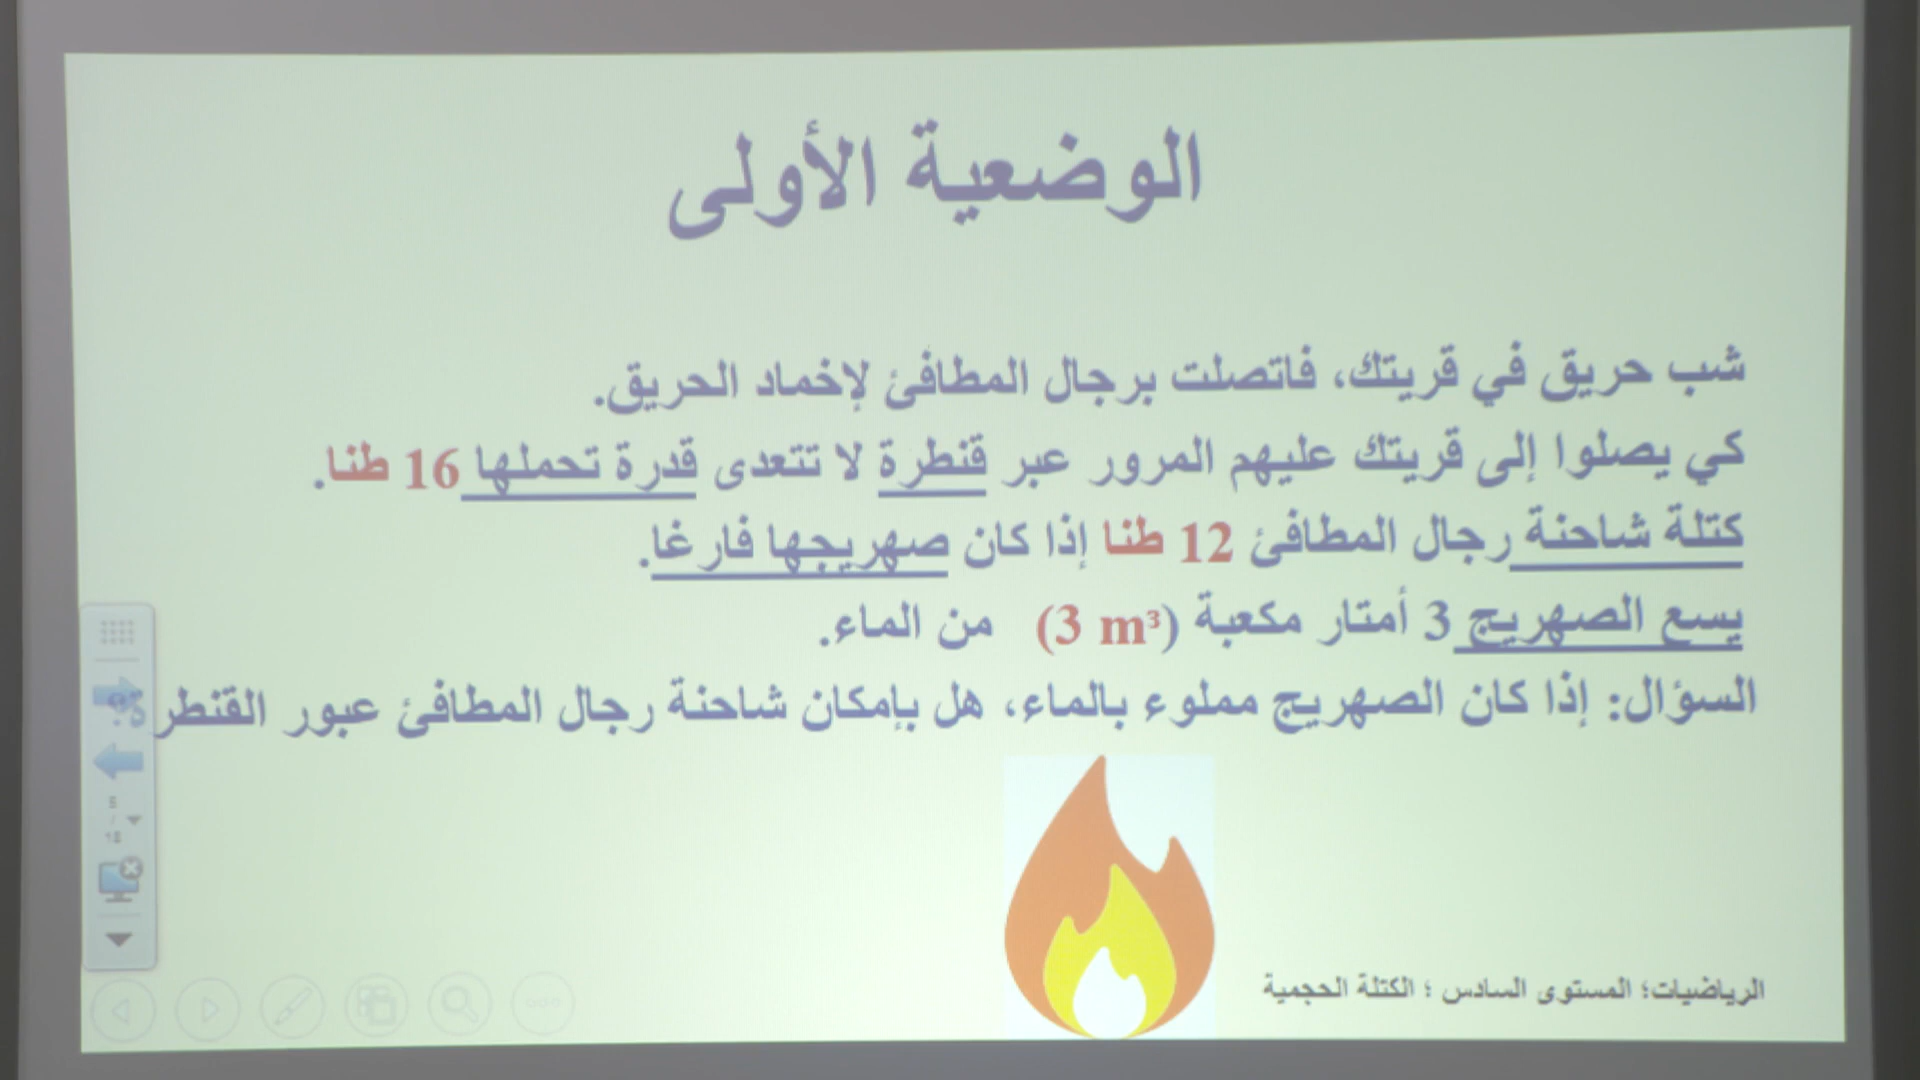 الوضعية الأولى
شب حريق في قريتك، فاتصلت برجال المطافئ لإخماد الحريق.
كي يصلوا إلى قريتك عليهم المرور عبر قنطرة لا تتعدى قدرة تحملها 16 طنا.
كتلة شاحنة رجال المطافئ 12 طنا إذا كان صهريجها فارغا.
يسع الصهريج 3 أمتار مكعبة (3 m³) من الماء.
السؤال: إذا كان الصهريج مملوء بالماء، هل بإمكان شاحنة رجال المطافئ عبور القنطرة؟
5
/
18
الرياضيات؛ المستوى السادس ؛ الكتلة الحجمية